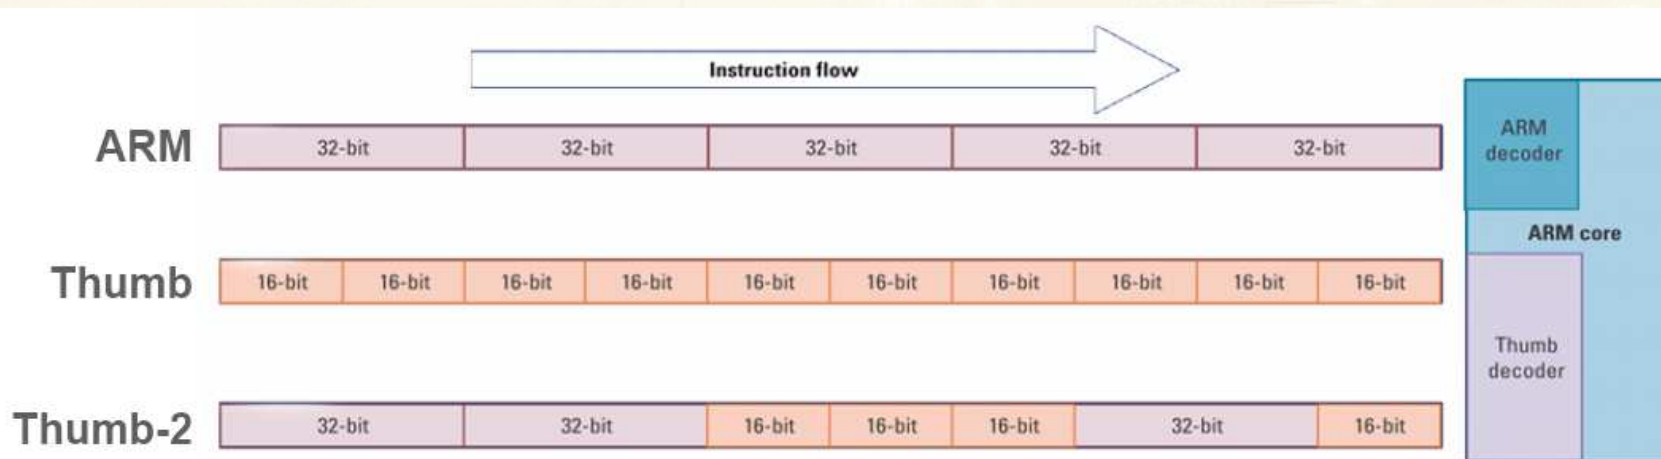 Instruction flow
ARM 32-bit 32-bit 32-bit 32-bit 32-bit
ARM
decoder
ARM core
Thumb 16-bit 16-bit 16-bit 16-bit 16-bit 16-bit 16-bit 16-bit 16-bit 16-bit
Thumb
decoder
Thumb-2 32-bit 32-bit 16-bit 16-bit 16-bit 32-bit 16-bit